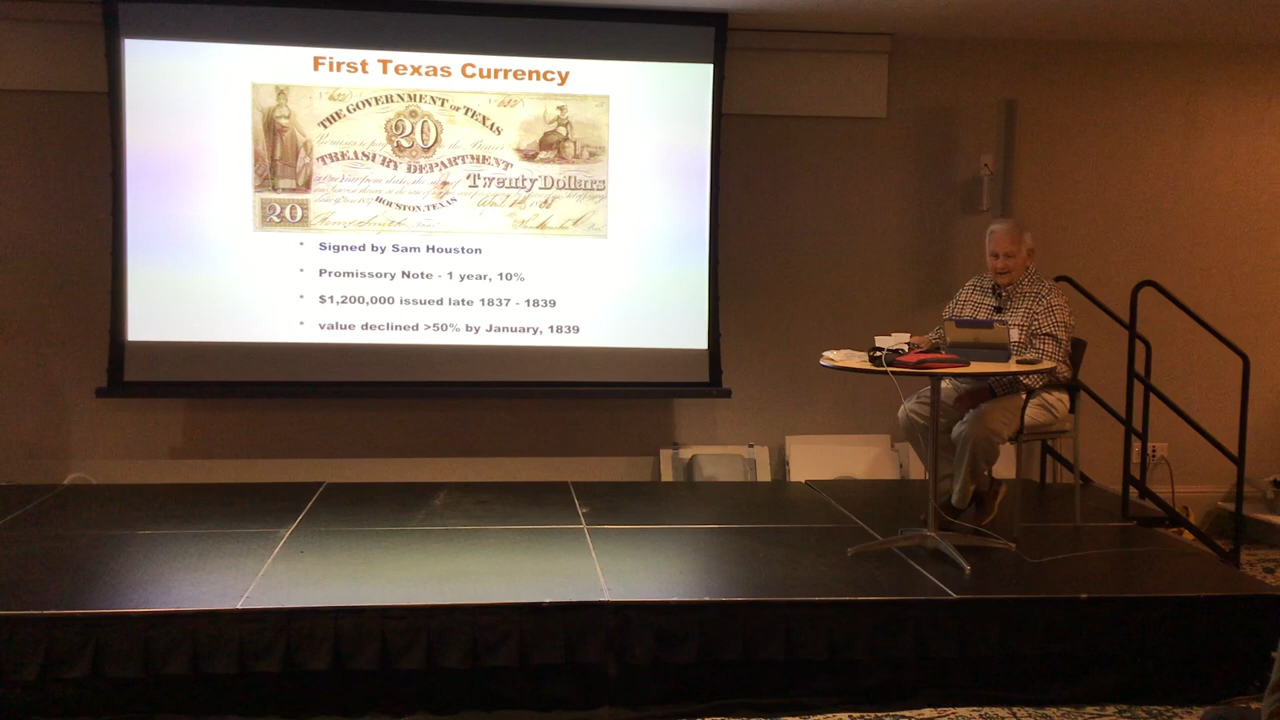 First Texas Currency
THE GOVERNMENT OF TEXAS
20
TREASURY DEPARTMENT
Twenty Dollars
HOUSTON, TEXAS
20
* Signed by Sam Houston
* Promissory Note - 1 year, 10%
* $1,200,000 issued late 1837 - 1839
* value declined >50% by January, 1839